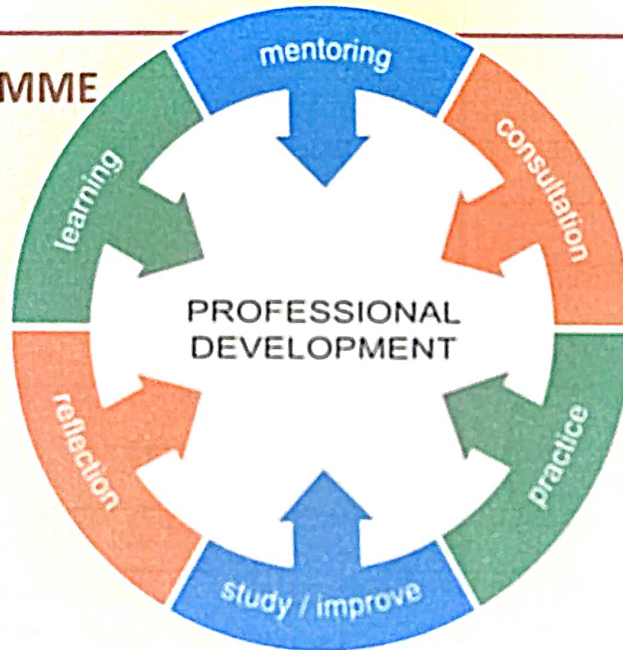 MME
mentoring
consultation
practice
study / improve
reflection
learning
PROFESSIONAL
DEVELOPMENT